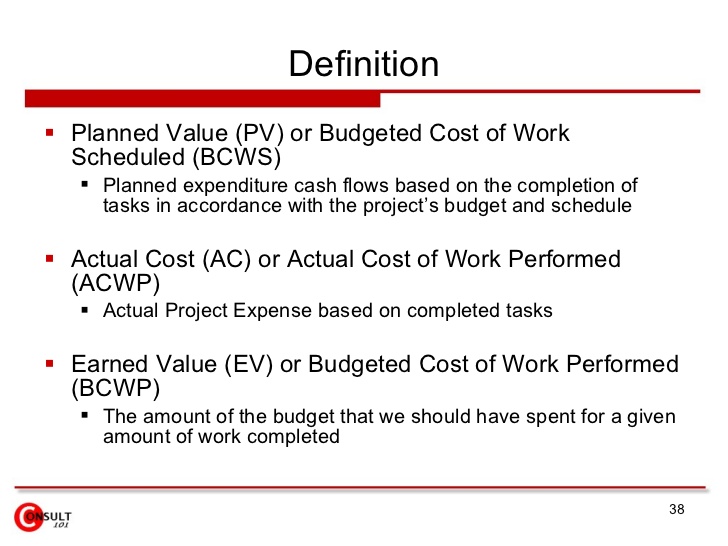 Definition
▪ Planned Value (PV) or Budgeted Cost of Work
Scheduled (BCWS)
▪ Planned expenditure cash flows based on the completion of
tasks in accordance with the project’s budget and schedule
▪ Actual Cost (AC) or Actual Cost of Work Performed
(ACWP)
▪ Actual Project Expense based on completed tasks
▪ Earned Value (EV) or Budgeted Cost of Work Performed
(BCWP)
▪ The amount of the budget that we should have spent for a given
amount of work completed
38
CONSULT
101